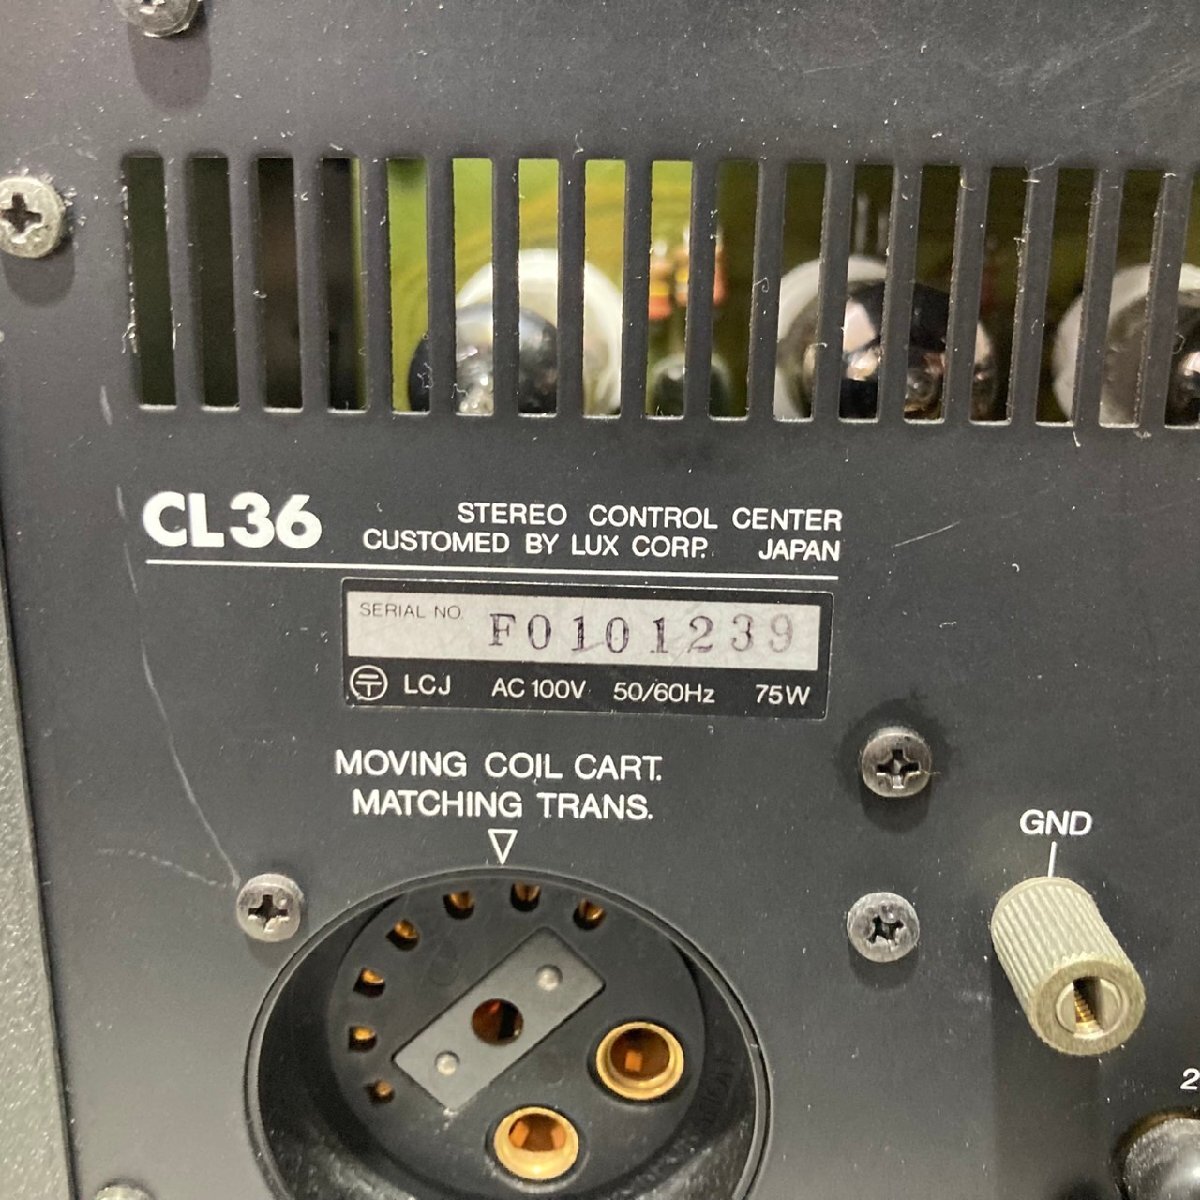 CL36
STEREO CONTROL CENTER
CUSTOMED BY LUX CORP. JAPAN
SERIAL NO. F0101239
LCJ AC 100V 50/60Hz 75W
MOVING COIL CART.
MATCHING TRANS.
GND
2